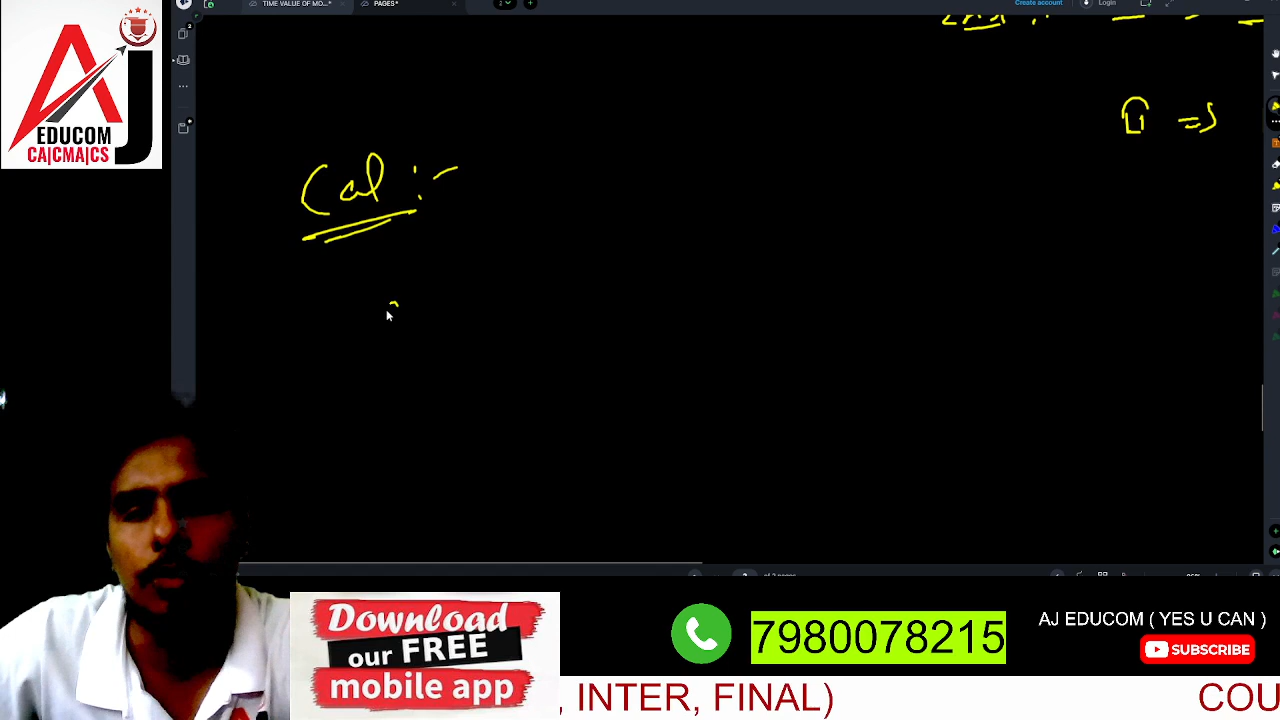 TIME VALUE OF MO...*
PAGES*
Create account
Login
EDUCOM
CA|CMA|CS
Cal :-
Download
our FREE
mobile app
7980078215
AJ EDUCOM ( YES U CAN )
SUBSCRIBE
, INTER, FINAL)
COU